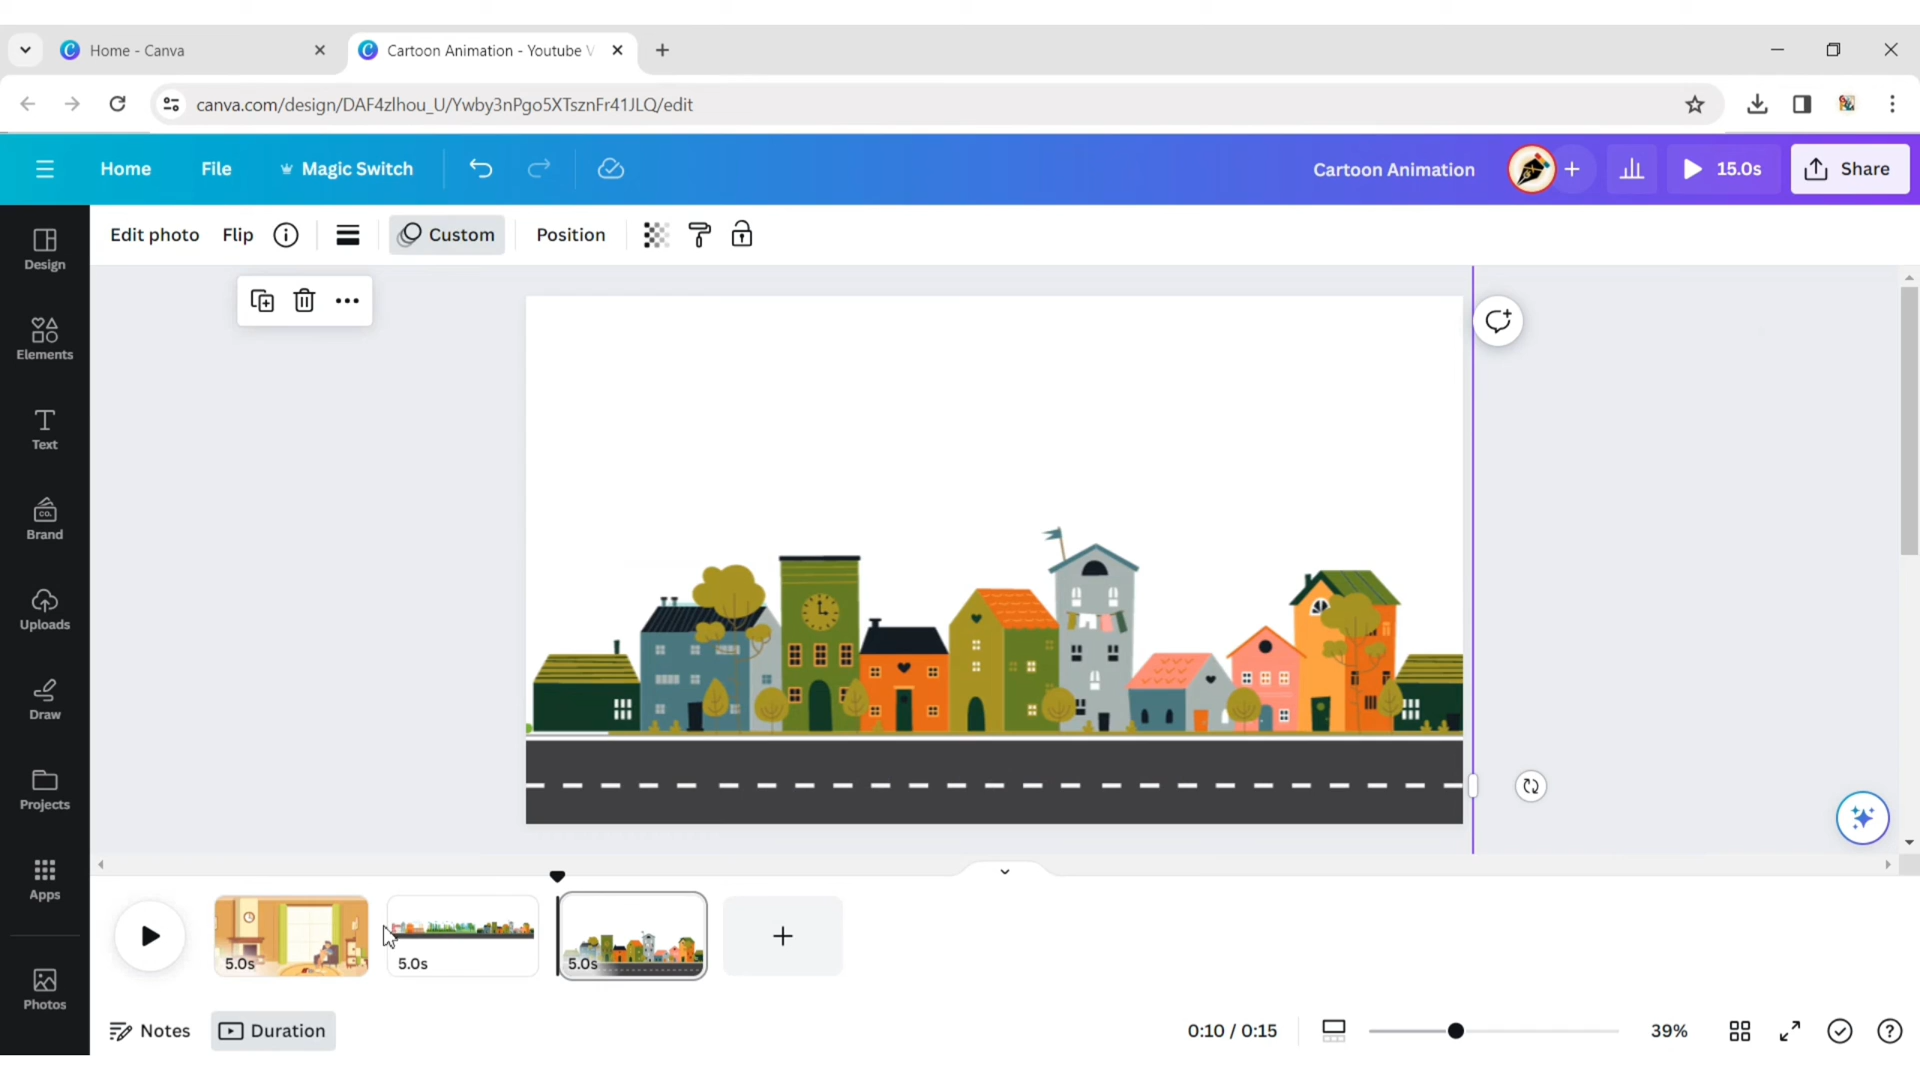 Home - Canva
Cartoon Animation - Youtube V
canva.com/design/DAF4zlhou_U/Ywby3nPgo5XTsznFr41JLQ/edit
Home File Magic Switch Cartoon Animation 15.0s Share
Edit photo Flip Custom Position
Design
Elements
Text
CO.
Brand
Uploads
Draw
Projects
Apps
Photos
5.0s 5.0s 5.0s
Notes Duration 0:10 / 0:15 39%